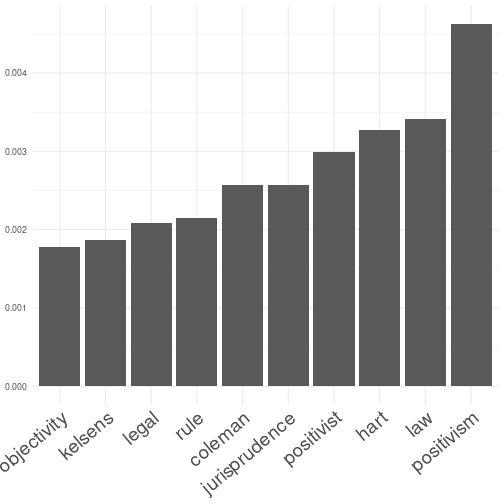 0.004
0.003
0.002
0.001
0.000
objectivity
kelsens
legal
rule
coleman
jurisprudence
positivist
hart
law
positivism